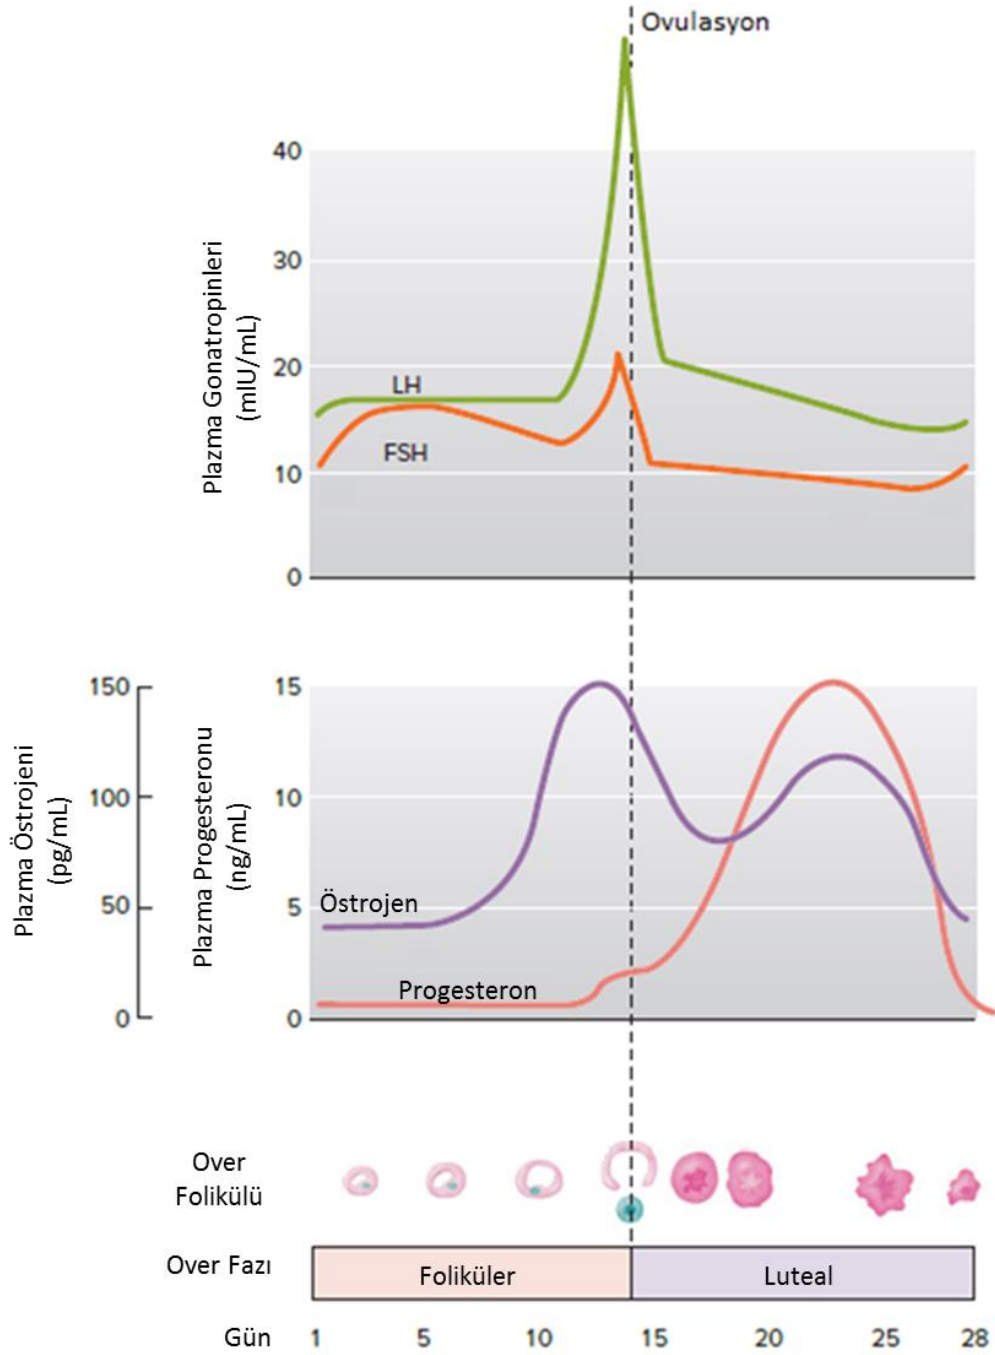 Ovulasyon
Plazma Gonatropinleri
(mIU/mL)
40
30
20
10
0
LH
FSH
Plazma Östrojeni
(pg/mL)
150
100
50
0
Plazma Progesteronu
(ng/mL)
15
10
5
0
Östrojen
Progesteron
Over
Folikülü
Over Fazı
Foliküler
Luteal
Gün
1 5 10 15 20 25 28